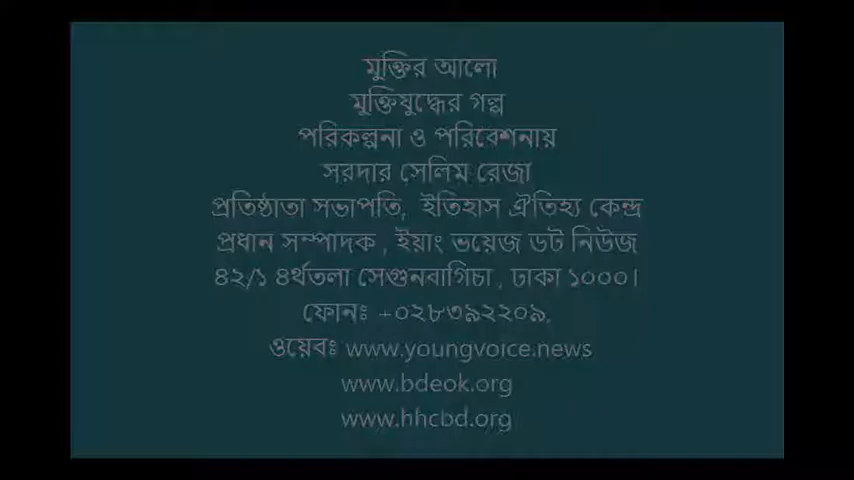 মুক্তির আলো
মুক্তিযুদ্ধের গল্প
পরিকল্পনা ও পরিবেশনায়
সরদার সেলিম রেজা
প্রতিষ্ঠাতা সভাপতি, ইতিহাস ঐতিহ্য কেন্দ্র
প্রধান সম্পাদক , ইয়াং ভয়েজ ডট নিউজ
৪২/১ ৪র্থতলা সেগুনবাগিচা , ঢাকা ১০০০।
ফোনঃ +০২৮৩৯২২০৯,
ওয়েবঃ www.youngvoice.news
www.bdeok.org
www.hhcbd.org